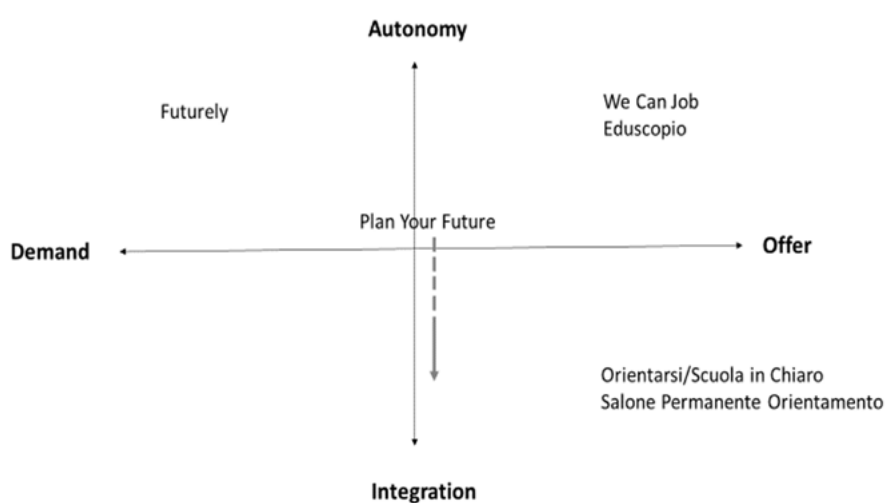 Autonomy
Futurely
We Can Job
Eduscopio
Plan Your Future
Demand
Offer
Orientarsi/Scuola in Chiaro
Salone Permanente Orientamento
Integration